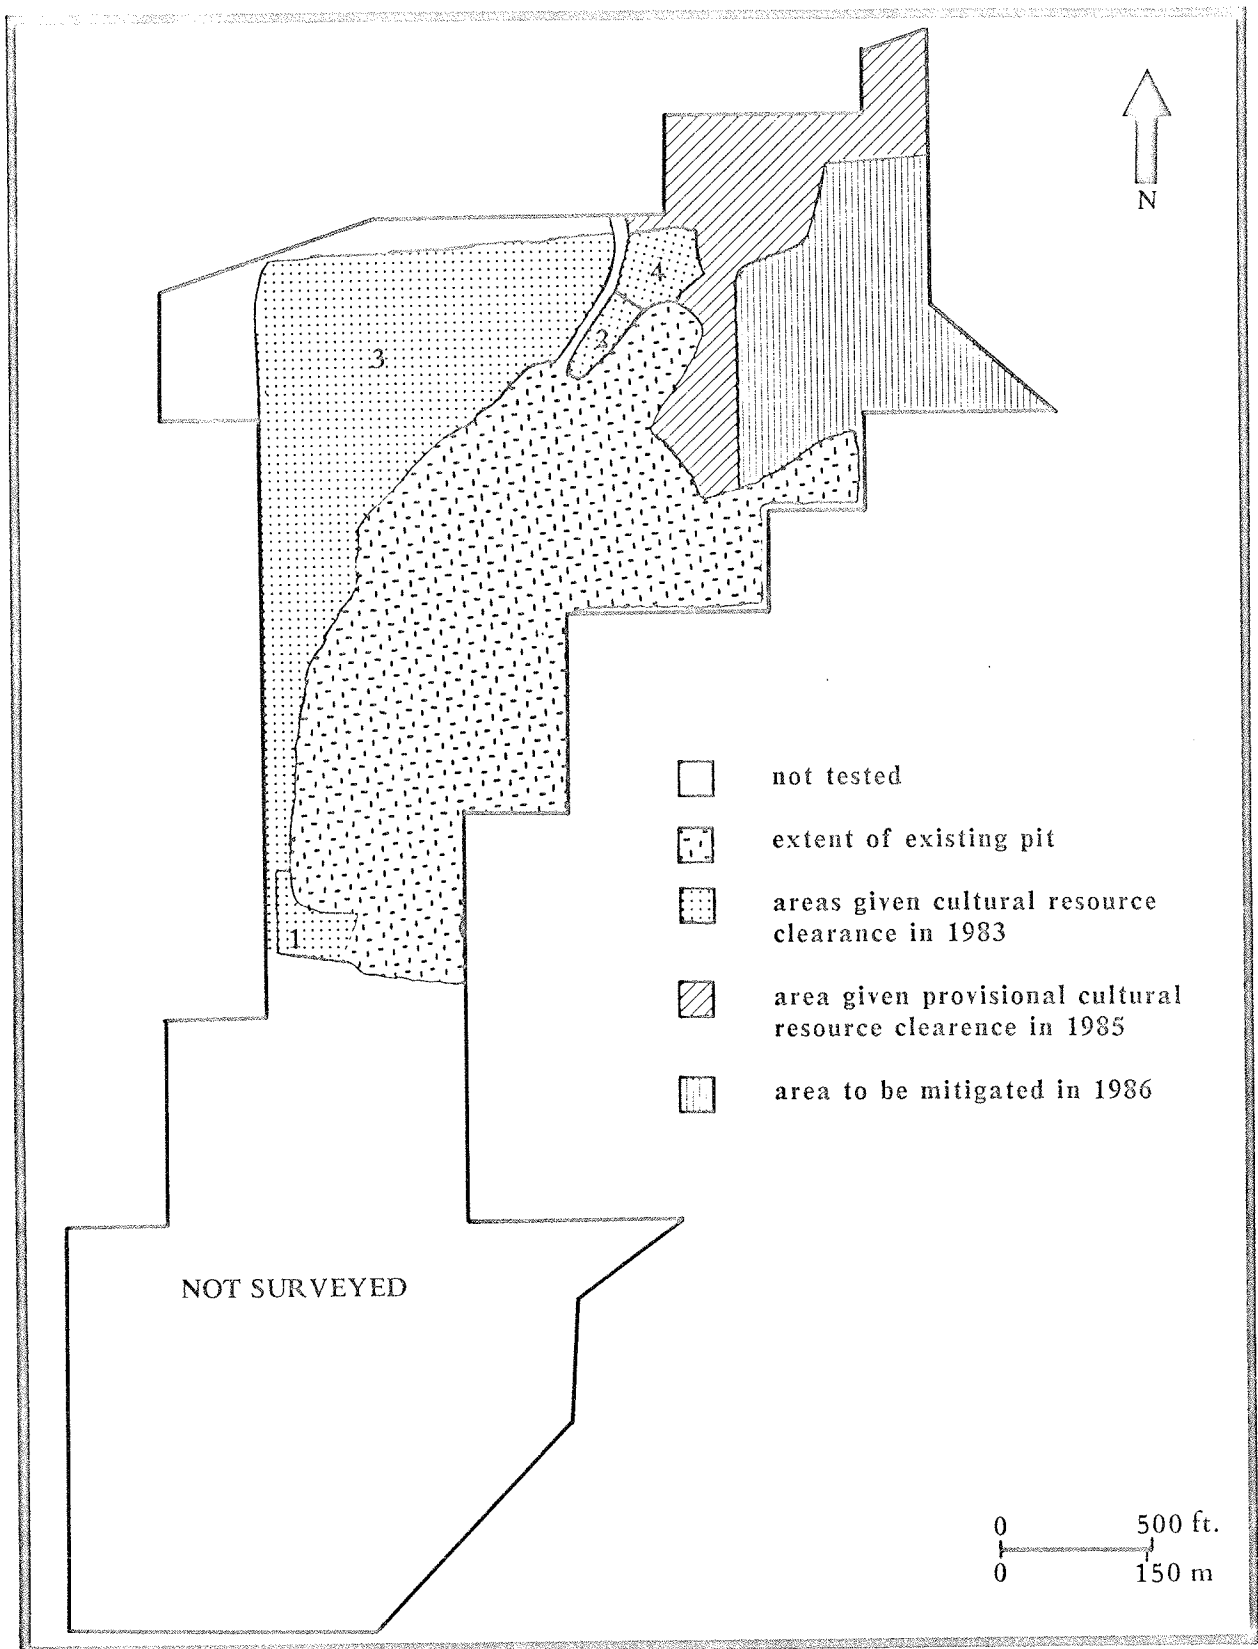 N
4
3
2
not tested
extent of existing pit
areas given cultural resource
clearance in 1983
1
area given provisional cultural
resource clearence in 1985
area to be mitigated in 1986
NOT SURVEYED
0 500 ft.
0 150 m